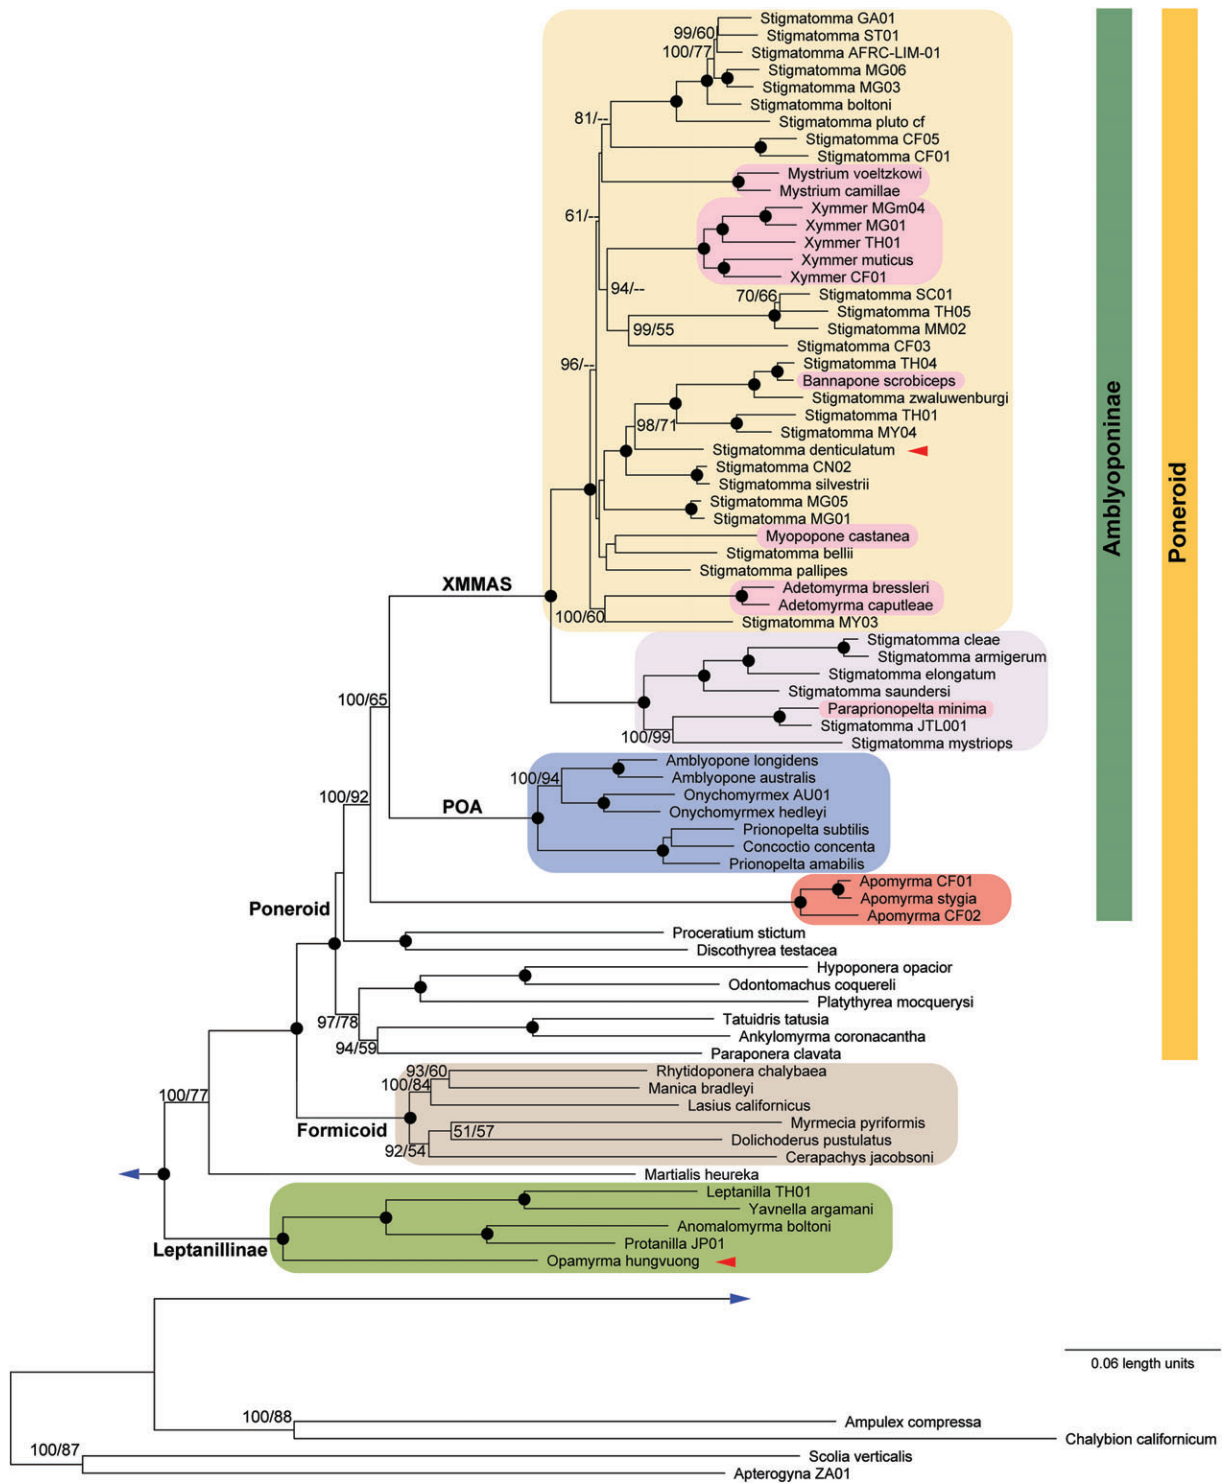 Stigmatomma GA01
99/60
Stigmatomma ST01
100/77
Stigmatomma AFRC-LIM-01
Stigmatomma MG06
Stigmatomma MG03
Stigmatomma boltoni
81/--
Stigmatomma pluto cf
Stigmatomma CF05
Stigmatomma CF01
Mystrium voeltzkowi
Mystrium camillae
61/--
Xymmer MGm04
Xymmer MG01
Xymmer TH01
Xymmer muticus
Xymmer CF01
94/--
70/66
Stigmatomma SC01
Stigmatomma TH05
99/55
Stigmatomma MM02
Stigmatomma CF03
96/--
Stigmatomma TH04
Bannapone scrobiceps
Stigmatomma zwaluwenburgi
98/71
Stigmatomma TH01
Stigmatomma MY04
Stigmatomma denticulatum
Stigmatomma CN02
Stigmatomma silvestrii
Stigmatomma MG05
Stigmatomma MG01
Myopopone castanea
Stigmatomma bellii
Stigmatomma pallipes
XMMAS
Adetomyrma bressleri
Adetomyrma caputleae
100/60
Stigmatomma MY03
Stigmatomma cleae
Stigmatomma armigerum
Stigmatomma elongatum
Stigmatomma saundersi
100/65
Paraprionopelta minima
Stigmatomma JTL001
100/99
Stigmatomma mystriops
Amblyopone longidens
100/94
Amblyopone australis
100/92
Onychomyrmex AU01
POA
Onychomyrmex hedleyi
Prionopelta subtilis
Concoctio concenta
Prionopelta amabilis
Apomyrma CF01
Apomyrma stygia
Apomyrma CF02
Poneroid
Proceratium stictum
Discothyrea testacea
Hypoponera opacior
Odontomachus coquereli
Platythyrea mocquerysi
97/78
Tatuidris tatusia
Ankylomyrma coronacantha
94/59
Paraponera clavata
93/60
Rhytidoponera chalybaea
100/84
Manica bradleyi
100/77
Lasius californicus
Formicoid
Myrmecia pyriformis
51/57
Dolichoderus pustulatus
92/54
Cerapachys jacobsoni
Martialis heureka
Leptanilla TH01
Yavnella argamani
Anomalomyrma boltoni
Leptanillinae
Protanilla JP01
Opamyrma hungvuong
Amblyoponinae
Poneroid
0.06 length units
100/88
Ampulex compressa
Chalybion californicum
100/87
Scolia verticalis
Apterogyna ZA01